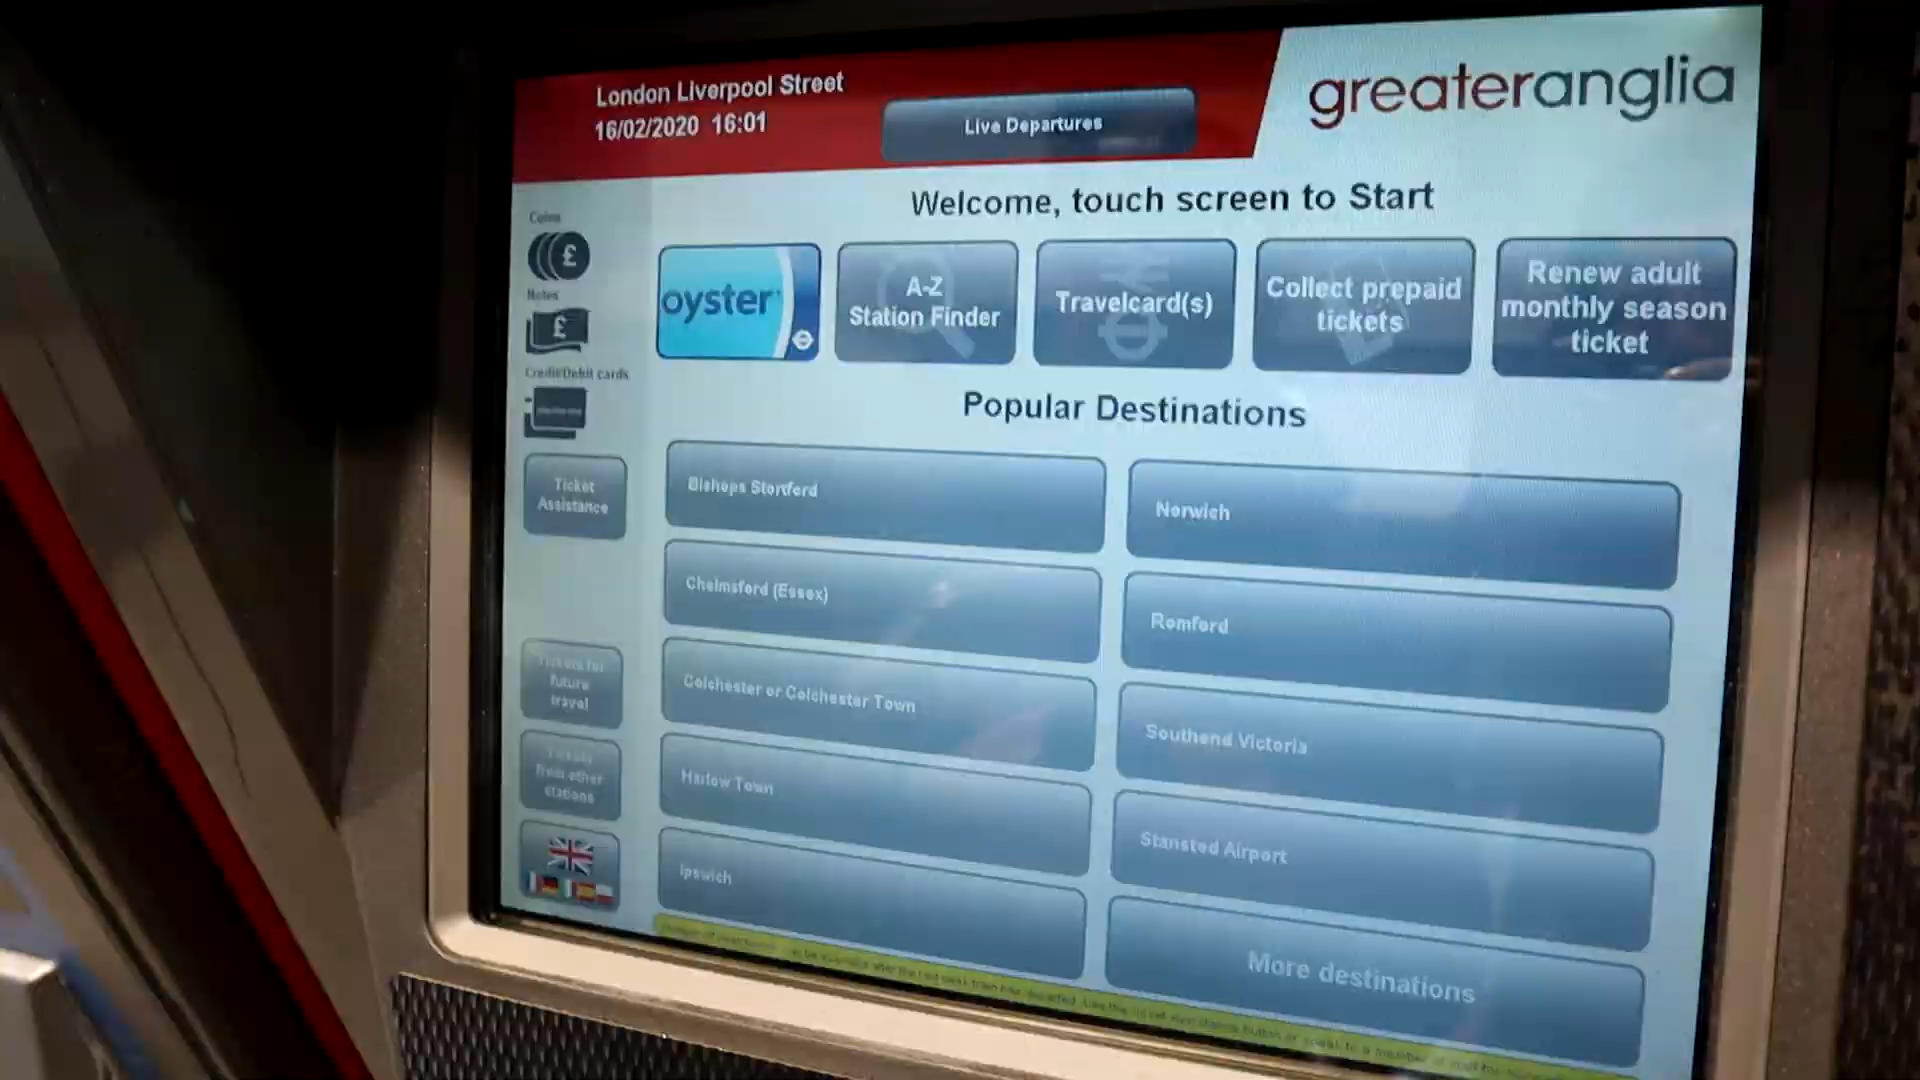 London Liverpool Street
16/02/2020 16:01
Live Departures
greateranglia
Welcome, touch screen to Start
Coins
Notes
Credit/Debit cards
oyster
A-Z
Station Finder
Travelcard(s)
Collect prepaid
tickets
Renew adult
monthly season
ticket
Popular Destinations
Ticket
Assistance
Tickets for
future
travel
Tickets
from other
stations
Bishops Stortford
Chelmsford (Essex)
Colchester or Colchester Town
Harlow Town
Ipswich
Norwich
Romford
Southend Victoria
Stansted Airport
More destinations